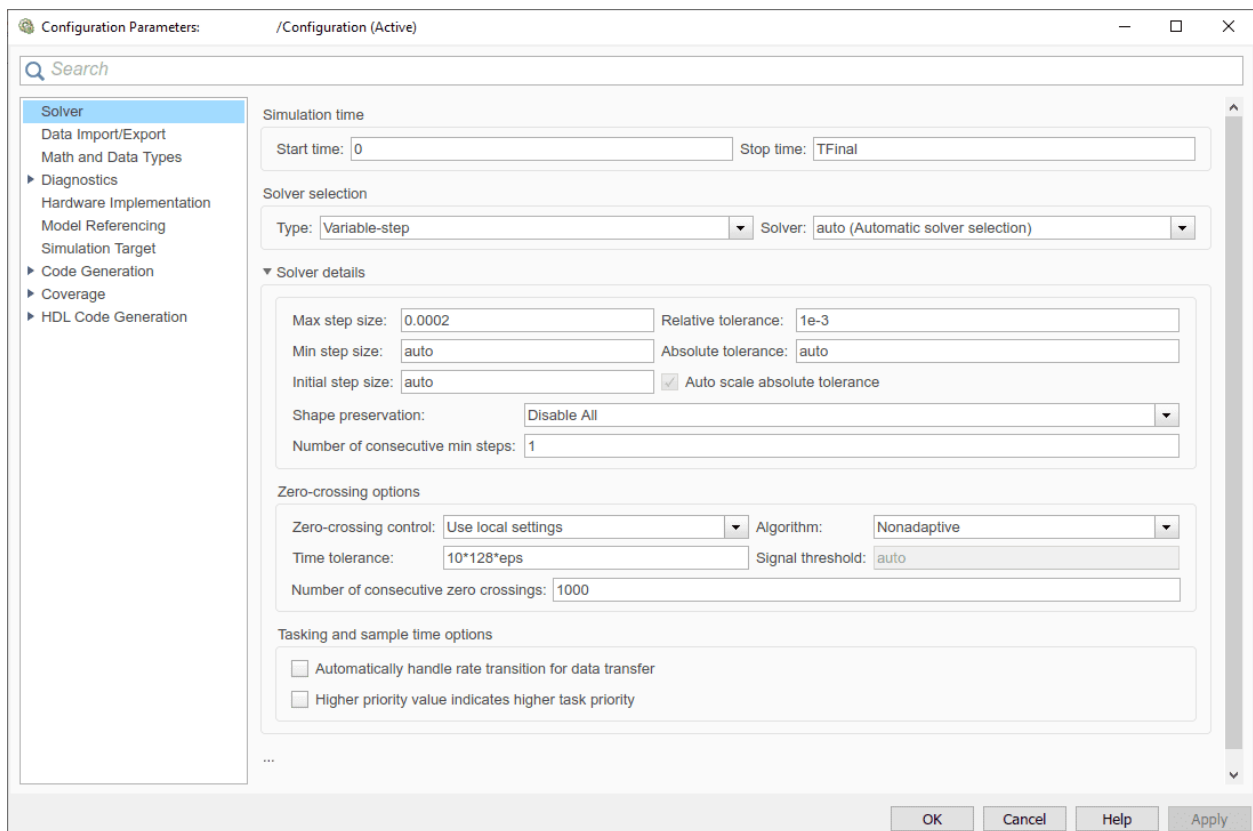 Configuration Parameters: /Configuration (Active)
Search
Solver
Data Import/Export
Math and Data Types
Diagnostics
Hardware Implementation
Model Referencing
Simulation Target
Code Generation
Coverage
HDL Code Generation
Simulation time
Start time: 0 Stop time: TFinal
Solver selection
Type: Variable-step Solver: auto (Automatic solver selection)
Solver details
Max step size: 0.0002 Relative tolerance: 1e-3
Min step size: auto Absolute tolerance: auto
Initial step size: auto Auto scale absolute tolerance
Shape preservation: Disable All
Number of consecutive min steps: 1
Zero-crossing options
Zero-crossing control: Use local settings Algorithm: Nonadaptive
Time tolerance: 10*128*eps Signal threshold: auto
Number of consecutive zero crossings: 1000
Tasking and sample time options
Automatically handle rate transition for data transfer
Higher priority value indicates higher task priority
...
OK Cancel Help Apply